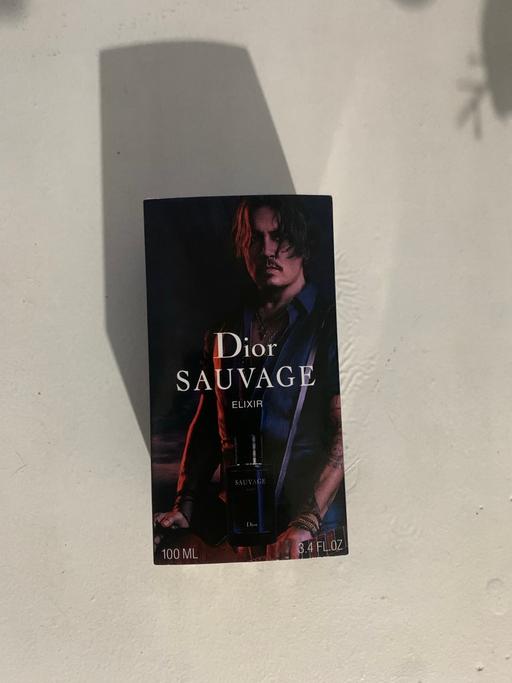 Dior
SAUVAGE
ELIXIR
SAUVAGE
Dior
100 ML
3.4 FL.OZ